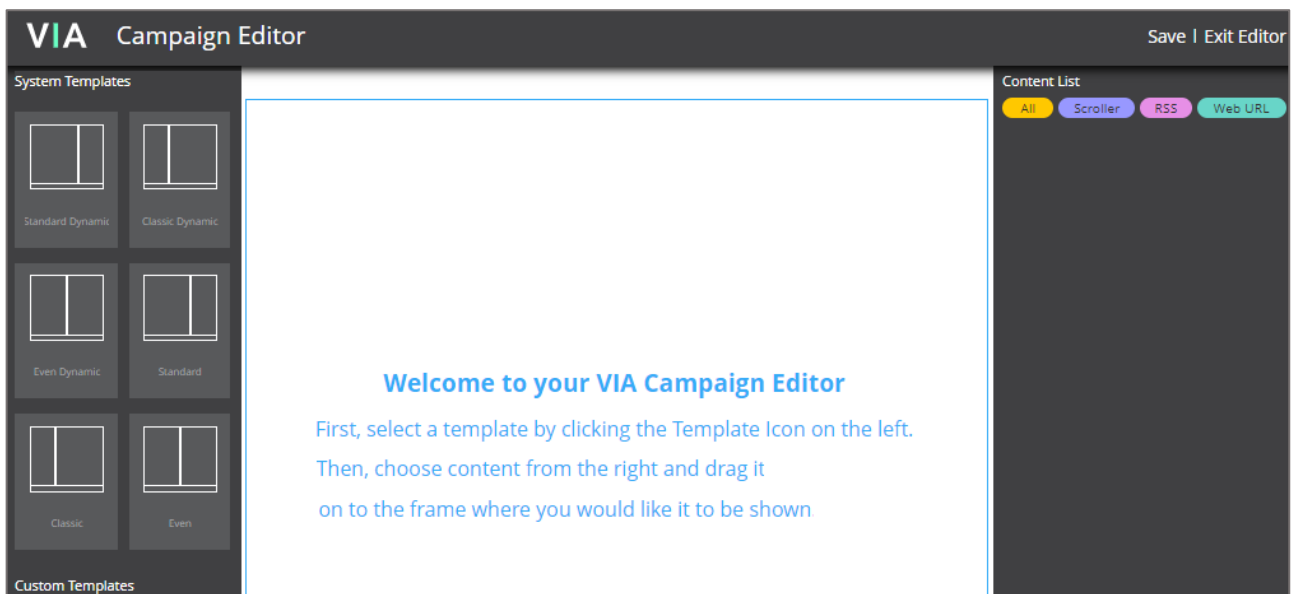 VIA Campaign Editor
Save | Exit Editor
System Templates
Standard Dynamic
Classic Dynamic
Even Dynamic
Standard
Classic
Even
Custom Templates
Welcome to your VIA Campaign Editor
First, select a template by clicking the Template Icon on the left.
Then, choose content from the right and drag it
on to the frame where you would like it to be shown
Content List
All Scroller RSS Web URL